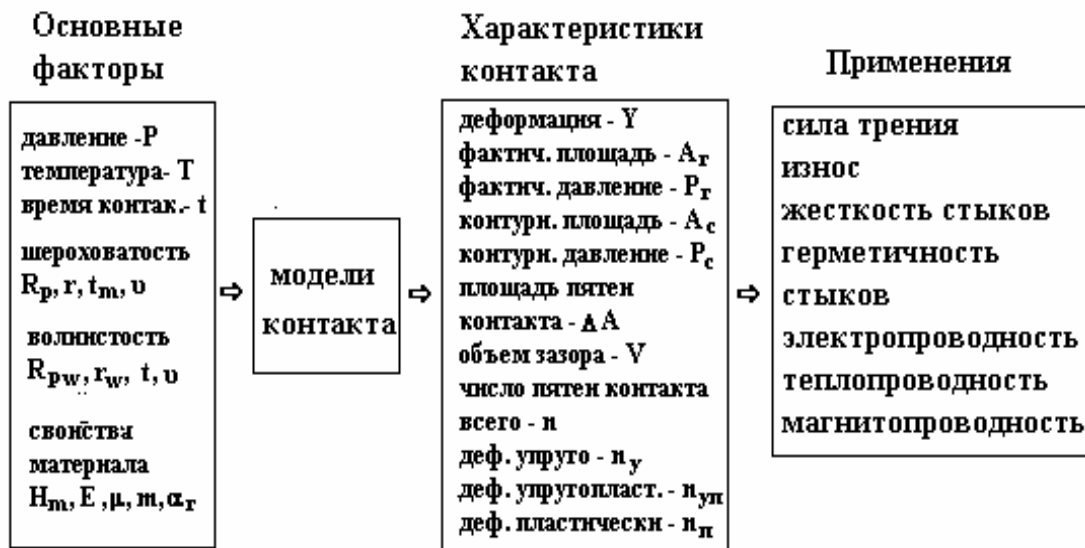 Основные
факторы
давление -P
температура- T
время контак.- t
шероховатость
Rp, r, tm, υ
волнистость
Rpw, rw, t, υ
свойства
материала
Hm, E ,μ, m, αr
модели
контакта
Характеристики
контакта
деформация - Y
фактич. площадь - Ar
фактич. давление - Pr
контурн. площадь - Ac
контурн. давление - Pc
площадь пятен
контакта - ΔA
объем зазора - V
число пятен контакта
всего - n
деф. упруго - nу
деф. упругопласт. - nуп
деф. пластически - nп
Применения
сила трения
износ
жесткость стыков
герметичность
стыков
электропроводность
теплопроводность
магнитопроводность